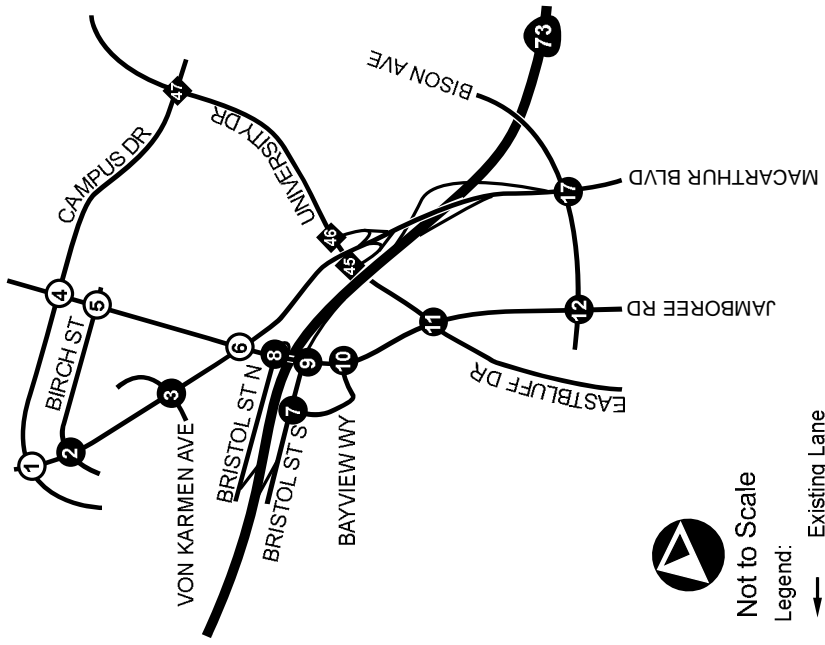 73
BISON AVE
47
CAMPUS DR
UNIVERSITY DR
46
45
17
MACARTHUR BLVD
4
5
BIRCH ST
6
8
9
10
11
12
JAMBOREE RD
EASTBLUFF DR
1
2
3
7
VON KARMEN AVE
BRISTOL ST N
BRISTOL ST S
BAYVIEW WY
Not to Scale
Legend:
Existing Lane